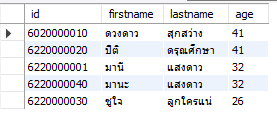 id firstname lastname age
6020000010 ดวงดาว สุกสว่าง 41
6220000020 ปิติ ดรุณศึกษา 41
6220000001 มานี แสงดาว 32
6220000040 มานะ แสงดาว 32
6220000030 ชูใจ ลูกใครแน่ 26